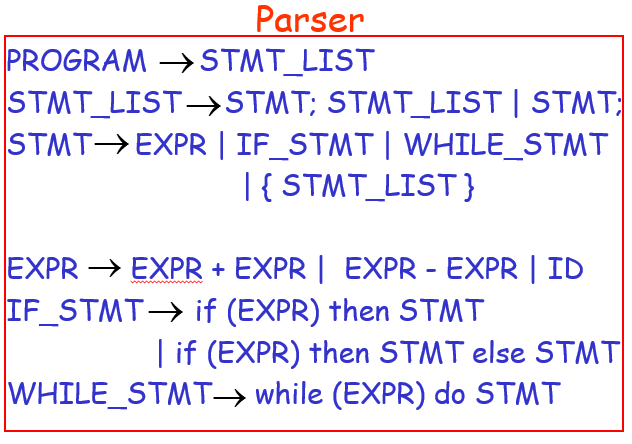 Parser
PROGRAM → STMT_LIST
STMT_LIST → STMT; STMT_LIST | STMT;
STMT → EXPR | IF_STMT | WHILE_STMT
| { STMT_LIST }
EXPR → EXPR + EXPR | EXPR - EXPR | ID
IF_STMT → if (EXPR) then STMT
| if (EXPR) then STMT else STMT
WHILE_STMT → while (EXPR) do STMT